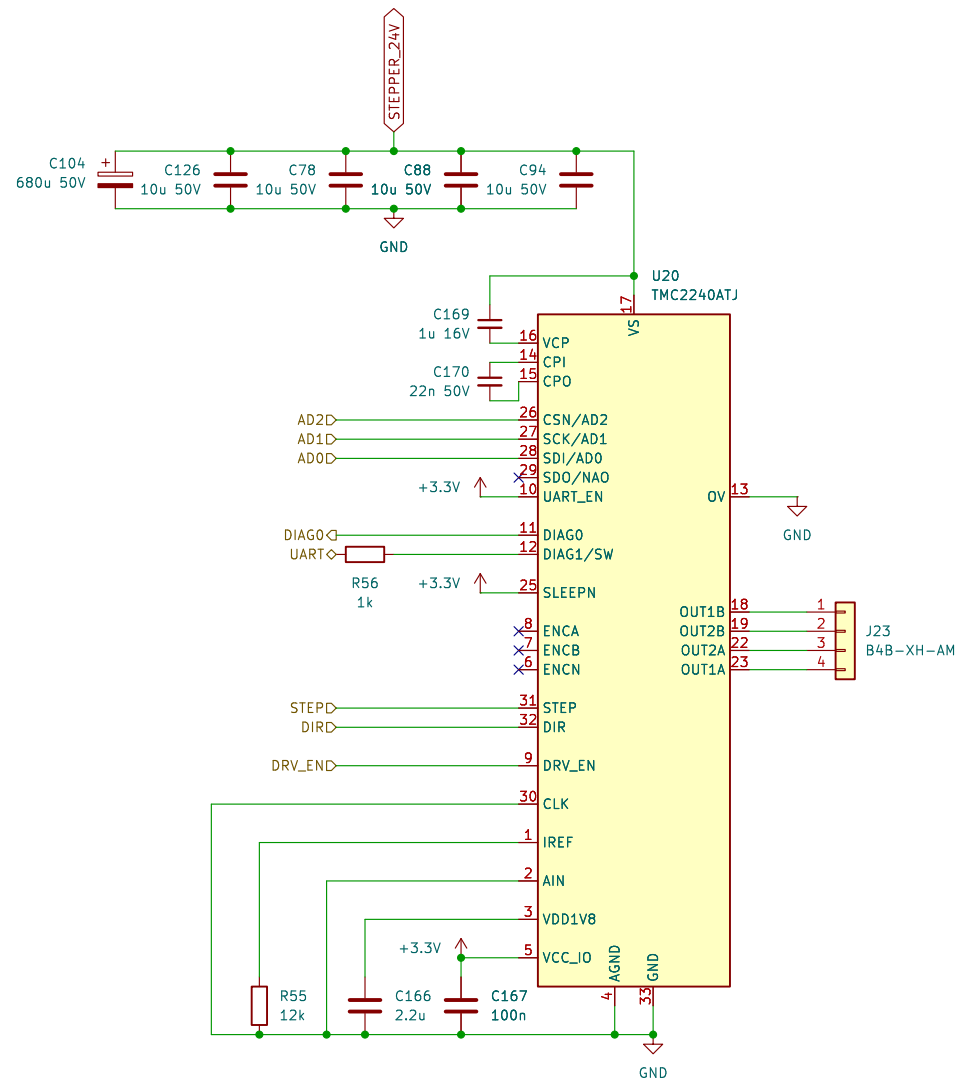 STEPPER_24V
C104
680u 50V
+
C126
10u 50V
C78
10u 50V
C88
10u 50V
C94
10u 50V
GND
U20
TMC2240ATJ
17
VS
C169
1u 16V
16 VCP
14 CPI
C170
22n 50V
15 CPO
AD2 26 CSN/AD2
AD1 27 SCK/AD1
AD0 28 SDI/AD0
29 SDO/NAO
+3.3V
10 UART_EN
OV 13
GND
DIAG0 11 DIAG0
UART 12 DIAG1/SW
R56
1k
+3.3V
25 SLEEPN
OUT1B 18 1
8 ENCA
OUT2B 19 2
J23
7 ENCB
OUT2A 22 3
B4B-XH-AM
6 ENCN
OUT1A 23 4
STEP 31 STEP
DIR 32 DIR
DRV_EN 9 DRV_EN
30 CLK
1 IREF
2 AIN
3 VDD1V8
+3.3V
5 VCC_IO
AGND
GND
4
33
R55
12k
C166
2.2u
C167
100n
GND